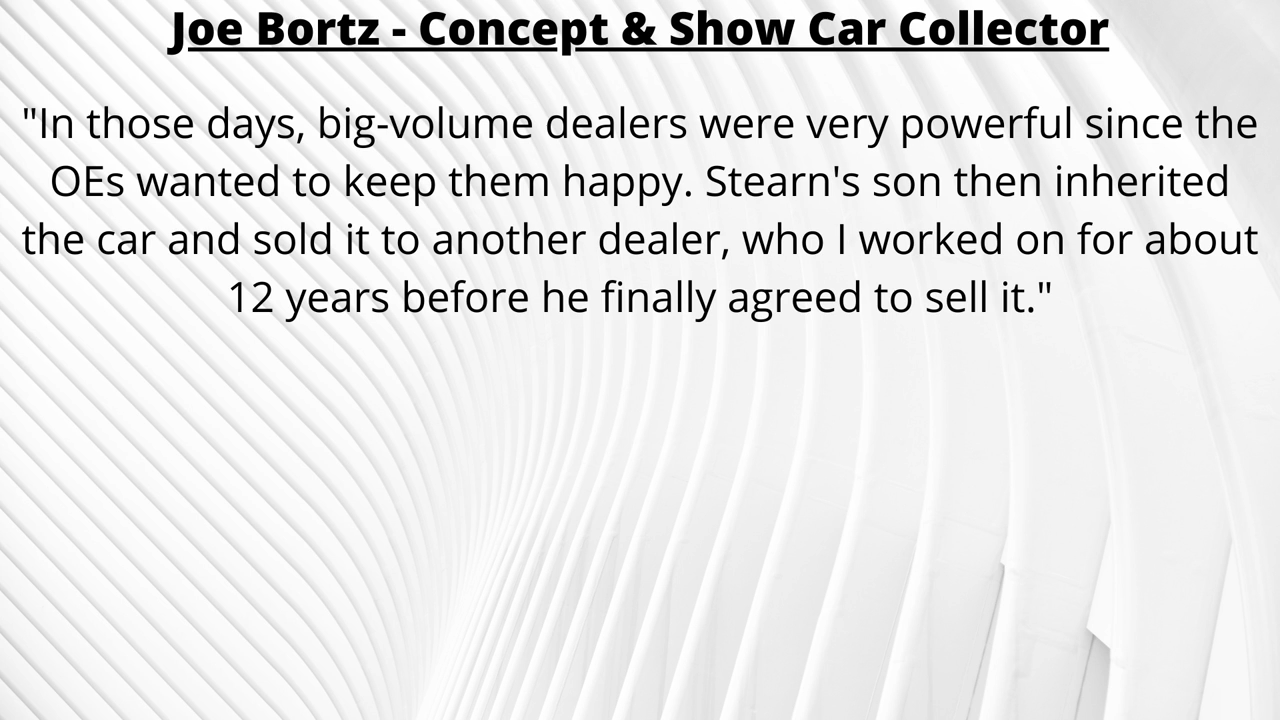 Joe Bortz - Concept & Show Car Collector
"In those days, big-volume dealers were very powerful since the
OEs wanted to keep them happy. Stearn's son then inherited
the car and sold it to another dealer, who I worked on for about
12 years before he finally agreed to sell it."